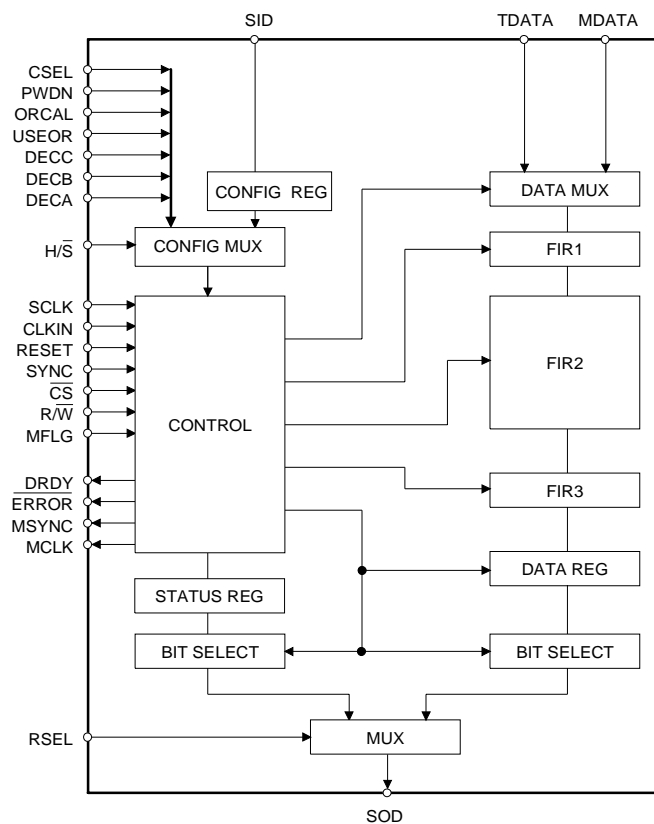 SID
TDATA
MDATA
CSEL
PWDN
ORCAL
USEOR
DECC
DECB
DECA
CONFIG REG
DATA MUX
H/S̅
CONFIG MUX
FIR1
SCLK
CLKIN
RESET
SYNC
C̅S̅
R/W̅
MFLG
CONTROL
FIR2
DRDY
E̅R̅R̅O̅R̅
MSYNC
MCLK
FIR3
STATUS REG
DATA REG
BIT SELECT
BIT SELECT
RSEL
MUX
SOD